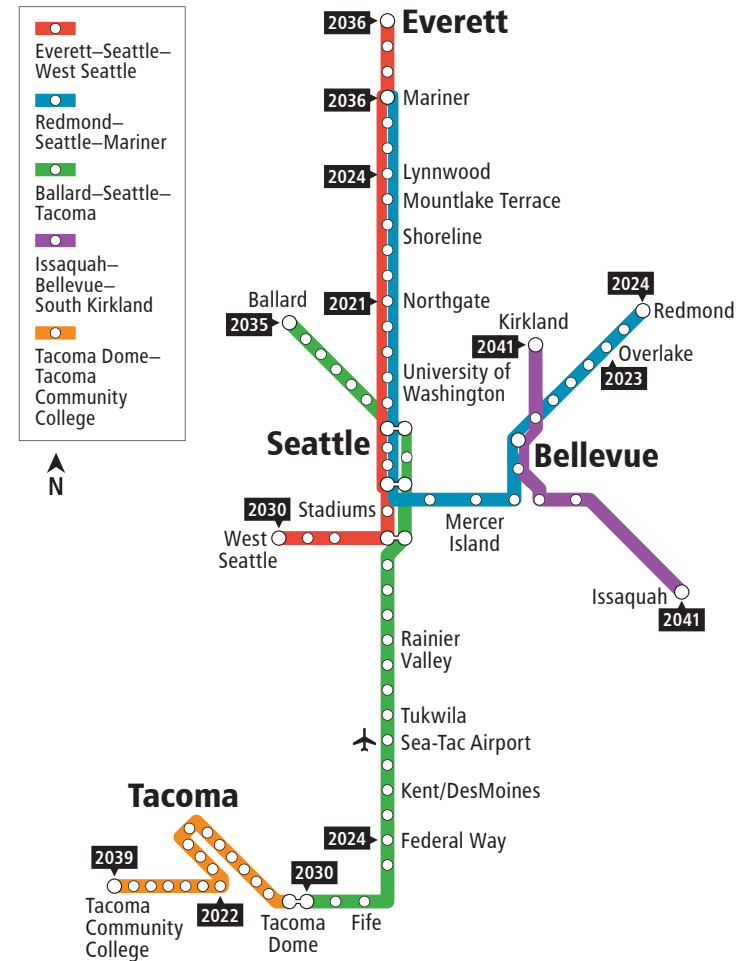 Everett–Seattle–
West Seattle
Redmond–
Seattle–Mariner
Ballard–Seattle–
Tacoma
Issaquah–
Bellevue–
South Kirkland
Tacoma Dome–
Tacoma
Community
College
N
2036
Everett
2036
Mariner
2024
Lynnwood
Mountlake Terrace
Shoreline
2021
Northgate
Ballard
2035
University of
Washington
Kirkland
2041
2024
Redmond
Overlake
2023
Seattle
Bellevue
2030
Stadiums
West
Seattle
Mercer
Island
Issaquah
2041
Rainier
Valley
Tukwila
Sea-Tac Airport
Kent/DesMoines
2024
Federal Way
Tacoma
2039
Tacoma
Community
College
2022
2030
Tacoma
Dome
Fife